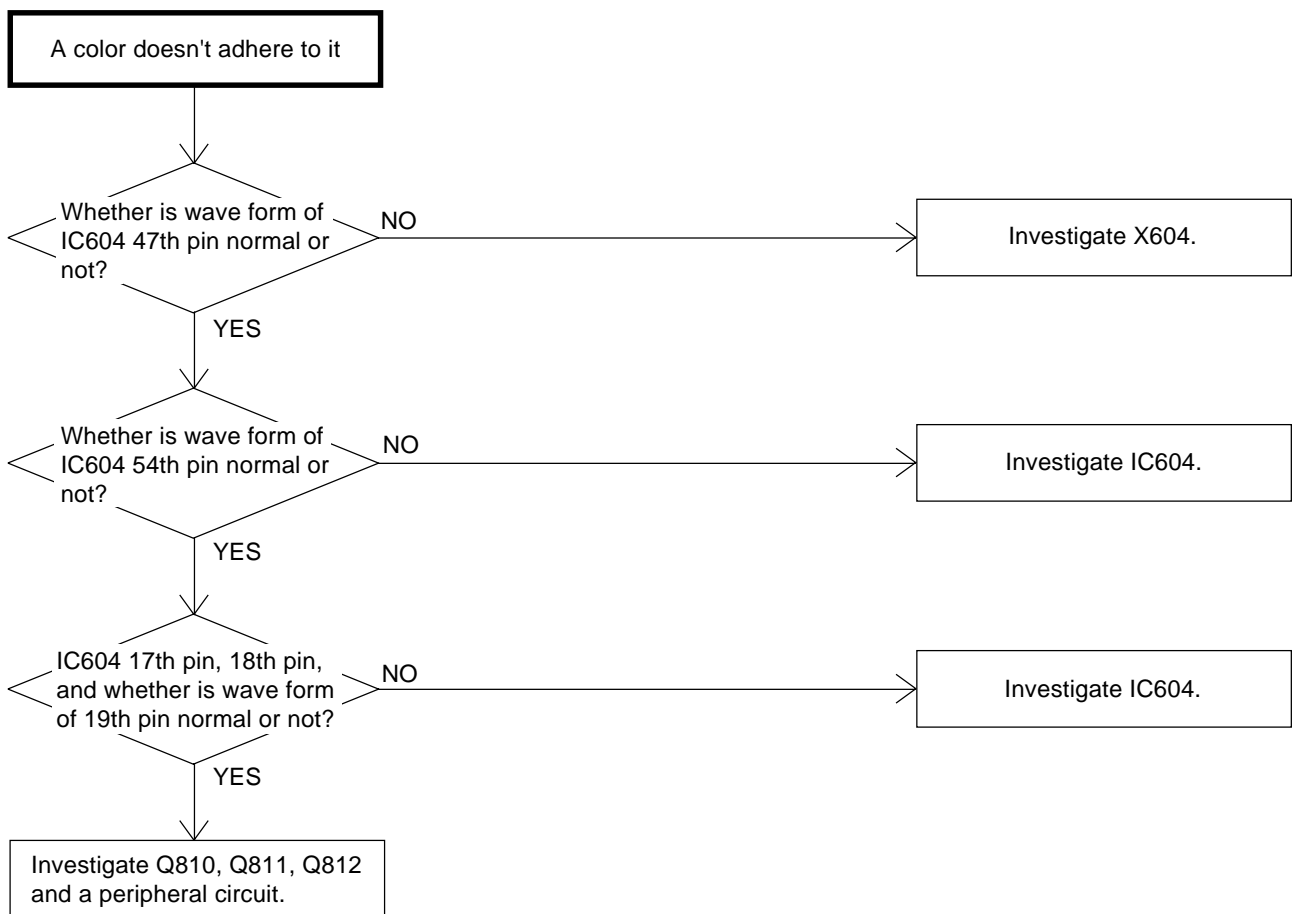 A color doesn't adhere to it
Whether is wave form of
IC604 47th pin normal or
not?
NO
Investigate X604.
YES
Whether is wave form of
IC604 54th pin normal or
not?
NO
Investigate IC604.
YES
IC604 17th pin, 18th pin,
and whether is wave form
of 19th pin normal or not?
NO
Investigate IC604.
YES
Investigate Q810, Q811, Q812
and a peripheral circuit.